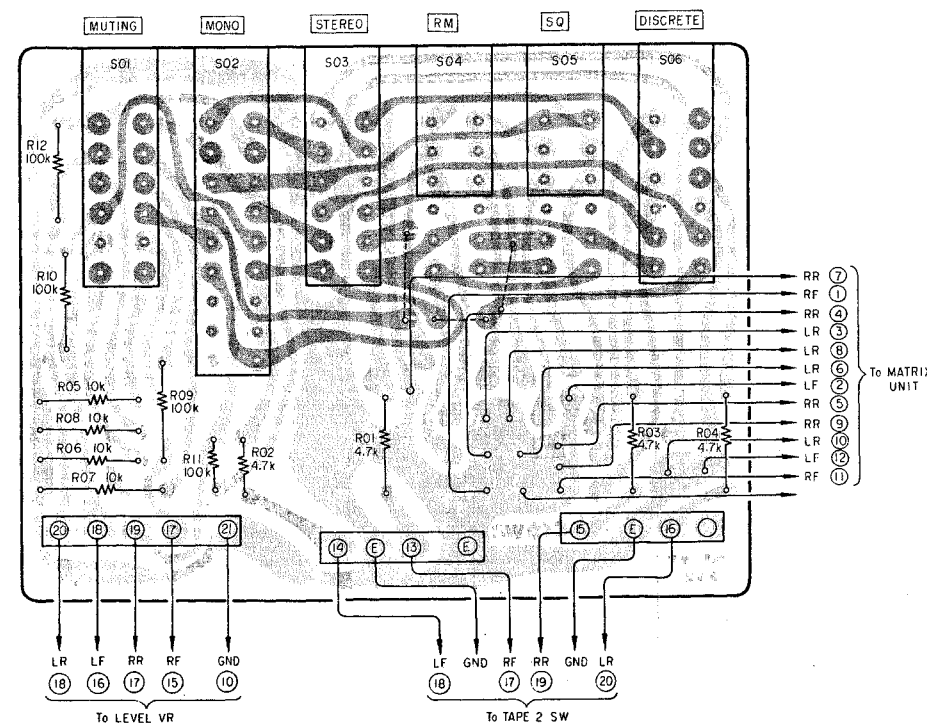 MUTING MONO STEREO RM SQ DISCRETE
S01 S02 S03 S04 S05 S06
R12
100k
R10
100k
RR 7
RF 1
RR 4
LR 3
LR 8
LR 6
LF 2
RR 5
RR 9
LR 10
LF 12
RF 11
To MATRIX
UNIT
R05 10k
R08 10k
R06 10k
R07 10k
R09
100k
R11
100k
R02
4.7k
R01
4.7k
R03
4.7k
R04
4.7k
20 18 19 17 21
14 E 13 E
15 E 16
LR LF RR RF GND
18 16 17 15 10
To LEVEL VR
LF GND RF RR GND LR
18 17 19 20
To TAPE 2 SW